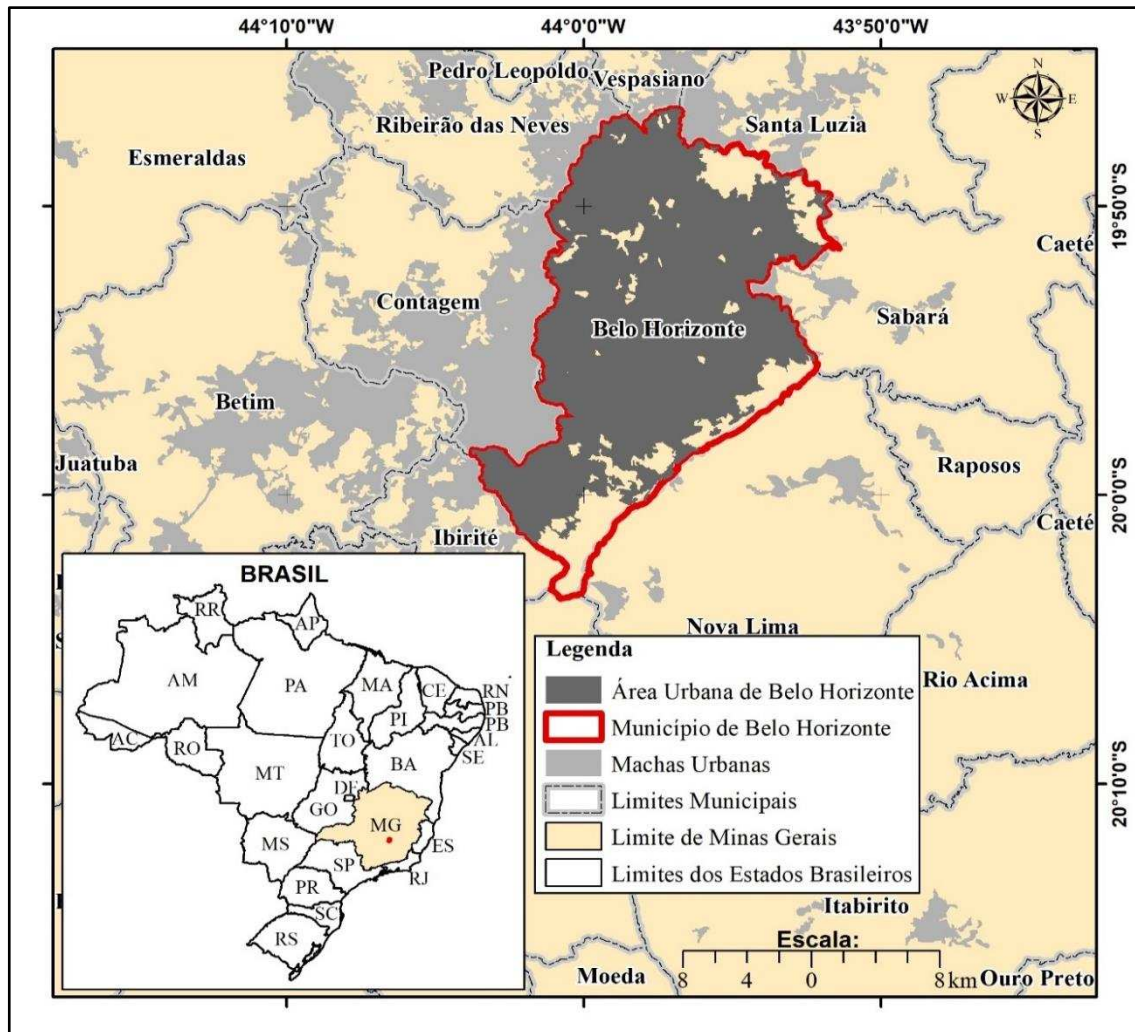 44°10'0"W
44°0'0"W
43°50'0"W
Pedro Leopoldo
Vespasiano
N
W
E
S
Ribeirão das Neves
Santa Luzia
Esmeraldas
19°50'0"S
Caeté
Contagem
Sabará
Belo Horizonte
Betim
Juatuba
Raposos
20°0'0"S
Caeté
Ibirité
Nova Lima
Rio Acima
20°10'0"S
BRASIL
RR
AP
AM
PA
MA
CE
RN
PB
PI
PB
AC
RO
TO
AL
SE
MT
BA
DF
GO
MG
MS
ES
SP
RJ
PR
SC
RS
Legenda
Área Urbana de Belo Horizonte
Município de Belo Horizonte
Machas Urbanas
Limites Municipais
Limite de Minas Gerais
Limites dos Estados Brasileiros
Itabirito
Escala:
8 4 0 8 km
Moeda
Ouro Preto